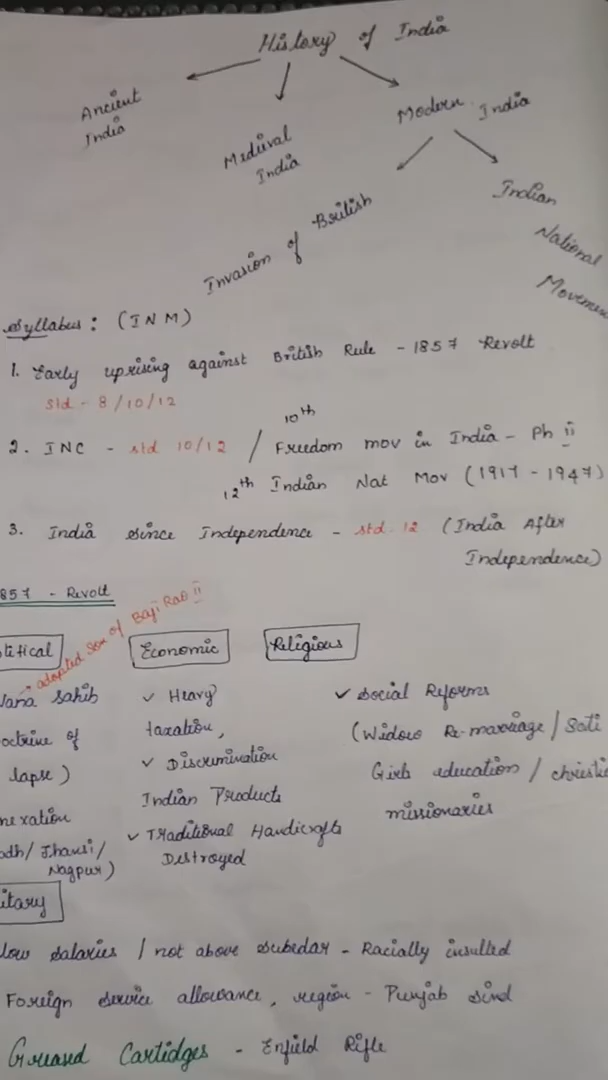 History of India
Ancient
India
Medieval
India
Modern India
Invasion of British
Indian
National
Movemen
Syllabus : (INM)
1. Early uprising against British Rule - 1857 Revolt
std - 8/10/12
2. INC - std 10/12 / 10th Freedom mov in India - Ph ii
12th Indian Nat Mov (1917 - 1947)
3. India since Independence - std. 12 (India After
Independence)
857 - Revolt
adopted son of Baji Rao ii
litical
Economic
Religious
Nana Sahib
octrine of
lapse)
nexation
adh/ Jhansi/
Nagpur)
✓ Heavy
taxation,
✓ Discrimination
Indian Products
✓ Traditional Handicrafts
Destroyed
✓ Social Reforms
(Widow Re-marriage/ Sati
Girls education / christi
missionaries
itary
low salaries / not above subedar - Racially insulted
Foreign service allowance, region - Punjab Sind
Greased Cartidges - Enfield Rifle